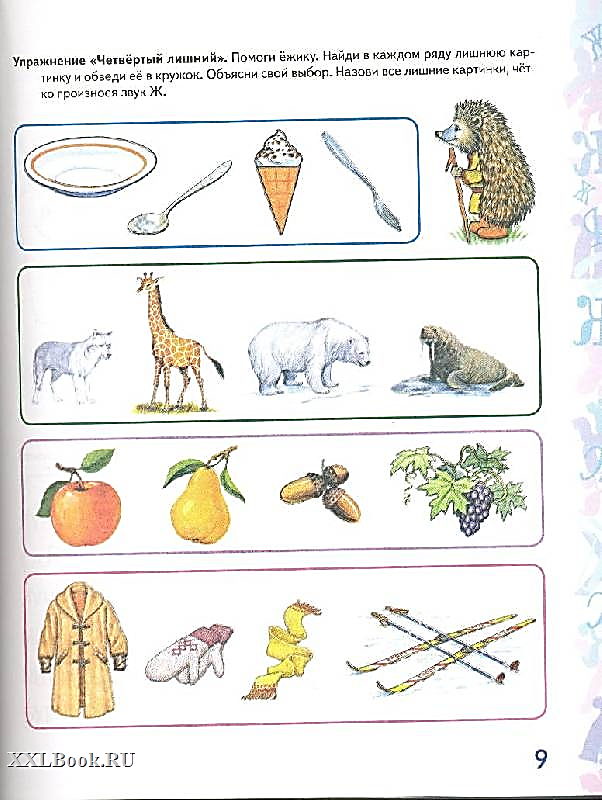 Упражнение «Четвёртый лишний». Помоги ёжику. Найди в каждом ряду лишнюю кар-
тинку и обведи её в кружок. Объясни свой выбор. Назови все лишние картинки, чёт-
ко произнося звук Ж.
9
XXLBook.RU